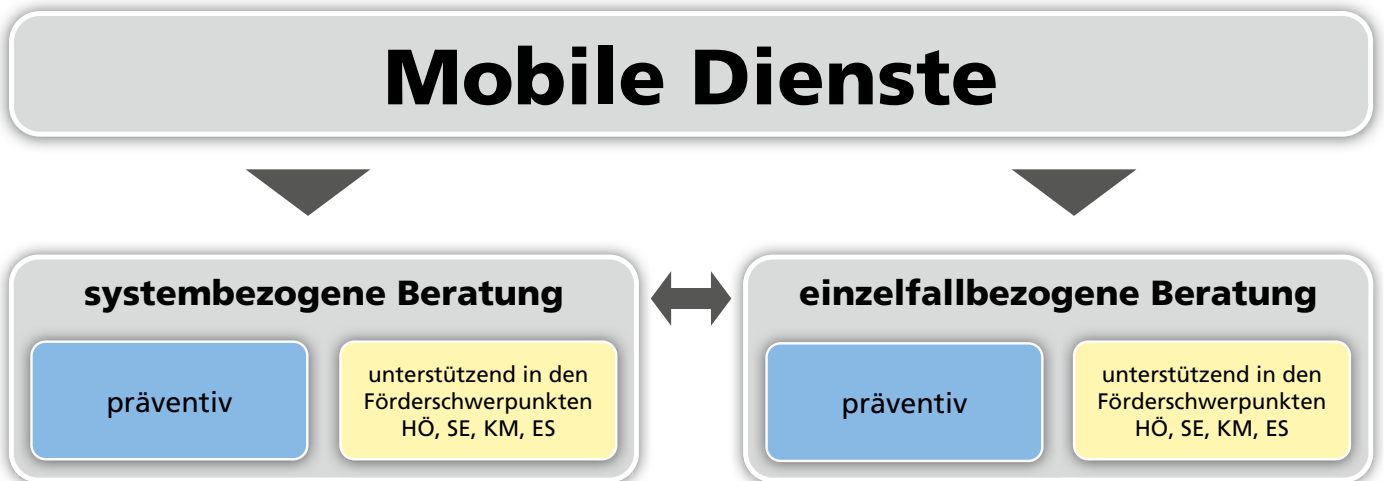 Mobile Dienste
systembezogene Beratung
präventiv
unterstützend in den
Förderschwerpunkten
HÖ, SE, KM, ES
einzelfallbezogene Beratung
präventiv
unterstützend in den
Förderschwerpunkten
HÖ, SE, KM, ES